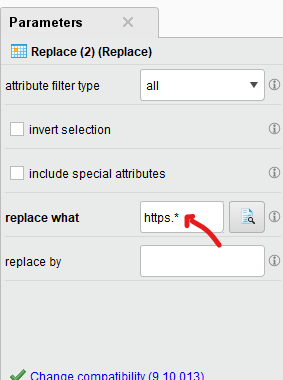 Parameters
Replace (2) (Replace)
attribute filter type
all
invert selection
include special attributes
replace what
https.*
replace by
Change compatibility (9.10.013)